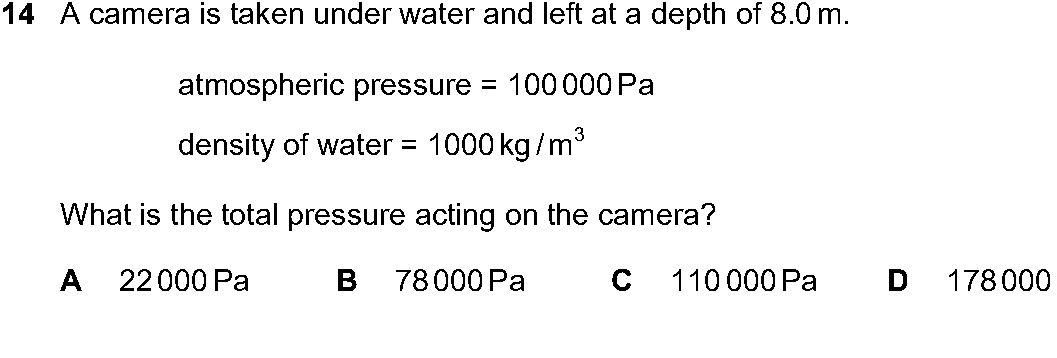 14 A camera is taken under water and left at a depth of 8.0 m.
atmospheric pressure = 100 000 Pa
density of water = 1000 kg / m³
What is the total pressure acting on the camera?
A 22 000 Pa B 78 000 Pa C 110 000 Pa D 178 000